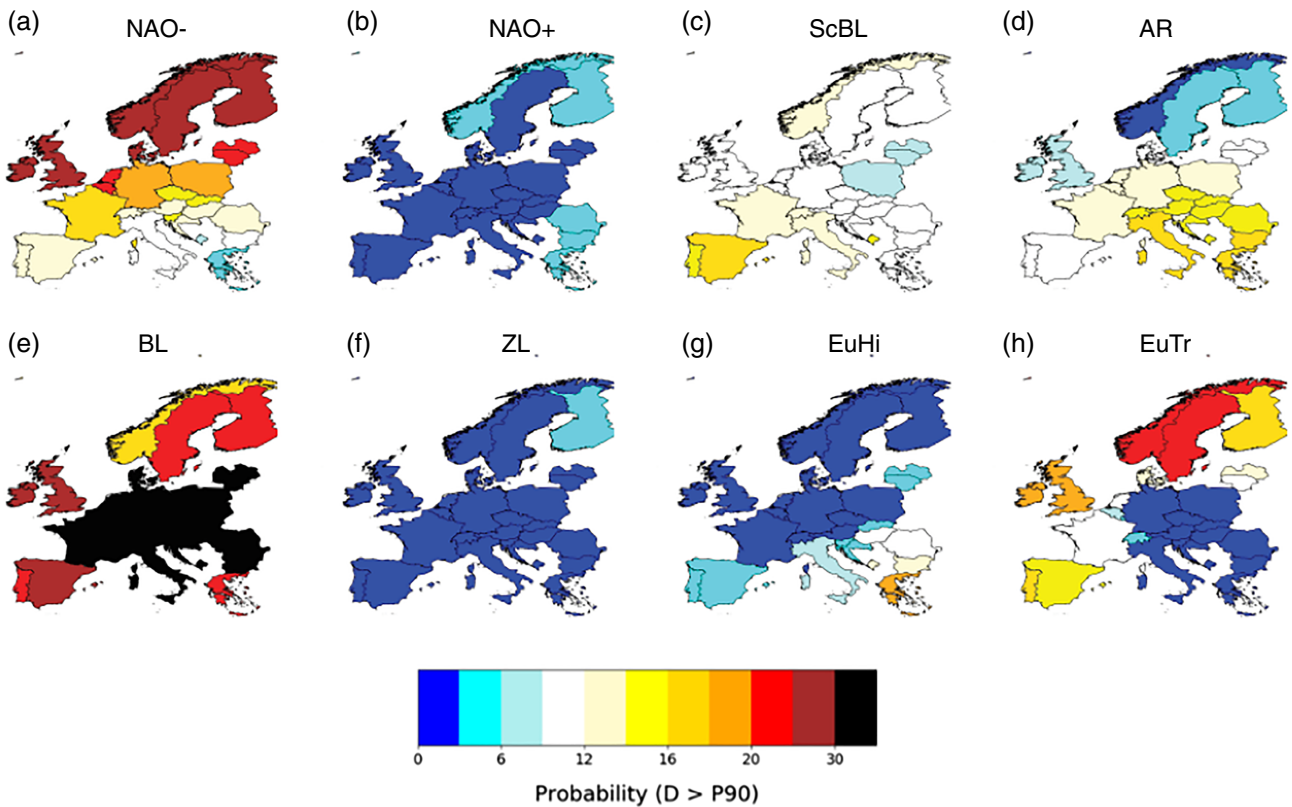 (a) NAO- (b) NAO+ (c) ScBL (d) AR
(e) BL (f) ZL (g) EuHi (h) EuTr
0 6 12 16 20 30
Probability (D > P90)